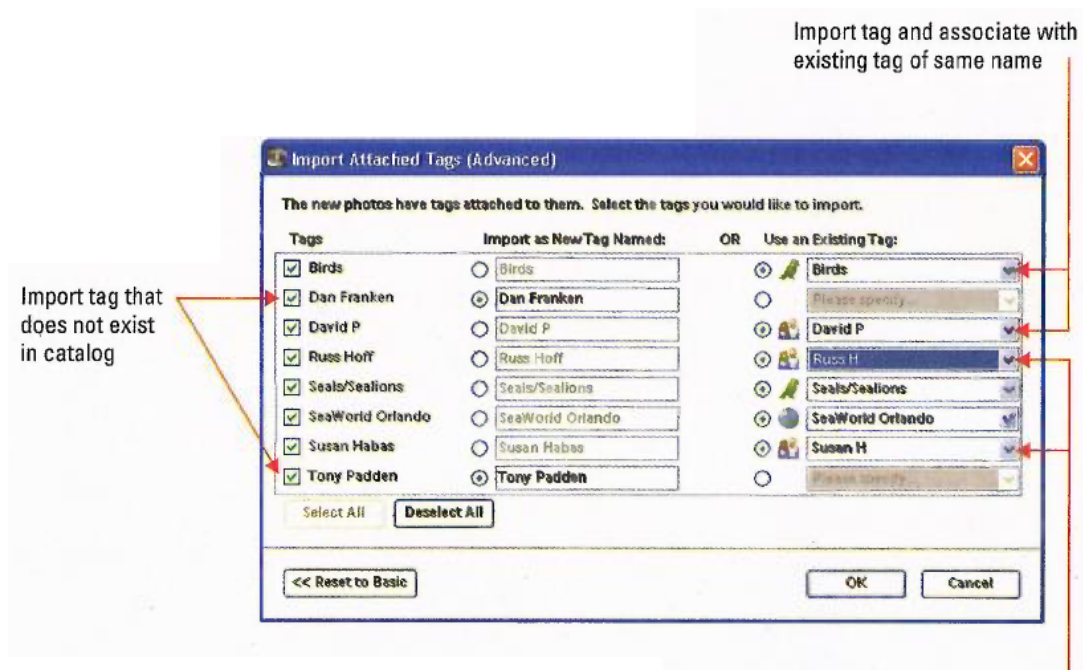 Import tag and associate with
existing tag of same name
Import Attached Tags (Advanced)
The new photos have tags attached to them. Select the tags you would like to import.
Tags Import as New Tag Named: OR Use an Existing Tag:
Birds Birds Birds
Dan Franken Dan Franken Please specify...
David P David P David P
Russ Hoff Russ Hoff Russ H
Seals/Sealions Seals/Sealions Seals/Sealions
SeaWorld Orlando SeaWorld Orlando SeaWorld Orlando
Susan Habas Susan Habas Susan H
Tony Padden Tony Padden Please specify...
Import tag that
does not exist
in catalog
Select All Deselect All
<< Reset to Basic OK Cancel